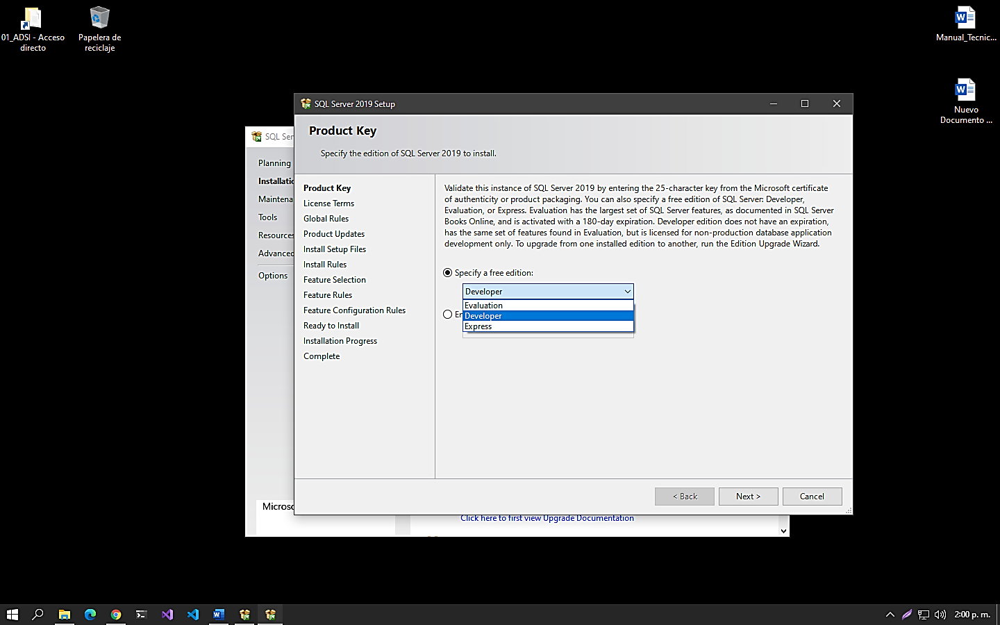 01_ADSI - Acceso
directo
Papelera de
reciclaje
Manual_Tecnic...
Nuevo
Documento ...
SQL Ser
Planning
Installatic
Maintena
Tools
Resources
Advanced
Options
Microso
Click here to first view Upgrade Documentation
SQL Server 2019 Setup
Product Key
Specify the edition of SQL Server 2019 to install.
Product Key
License Terms
Global Rules
Product Updates
Install Setup Files
Install Rules
Feature Selection
Feature Rules
Feature Configuration Rules
Ready to Install
Installation Progress
Complete
Validate this instance of SQL Server 2019 by entering the 25-character key from the Microsoft certificate
of authenticity or product packaging. You can also specify a free edition of SQL Server: Developer,
Evaluation, or Express. Evaluation has the largest set of SQL Server features, as documented in SQL Server
Books Online, and is activated with a 180-day expiration. Developer edition does not have an expiration,
has the same set of features found in Evaluation, but is licensed for non-production database application
development only. To upgrade from one installed edition to another, run the Edition Upgrade Wizard.
Specify a free edition:
Developer
Evaluation
Developer
Express
< Back
Next >
Cancel
2:00 p. m.